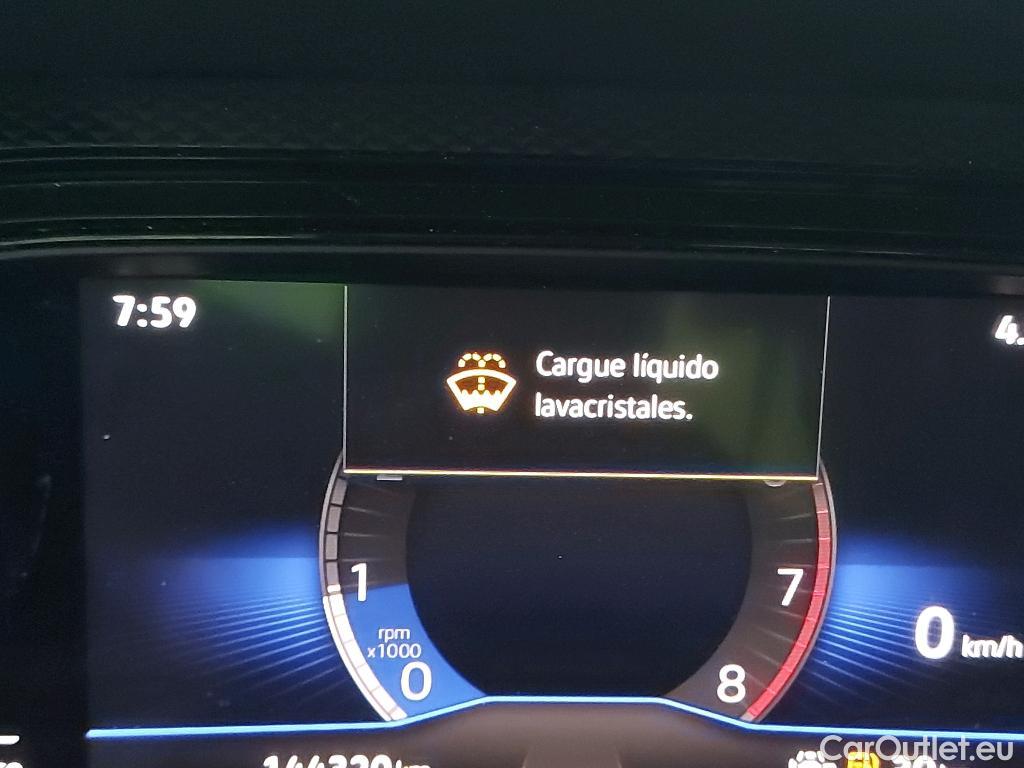 7:59
Cargue líquido
lavacristales.
1
7
rpm
x1000
0
8
0 km/h
CarOutlet.eu